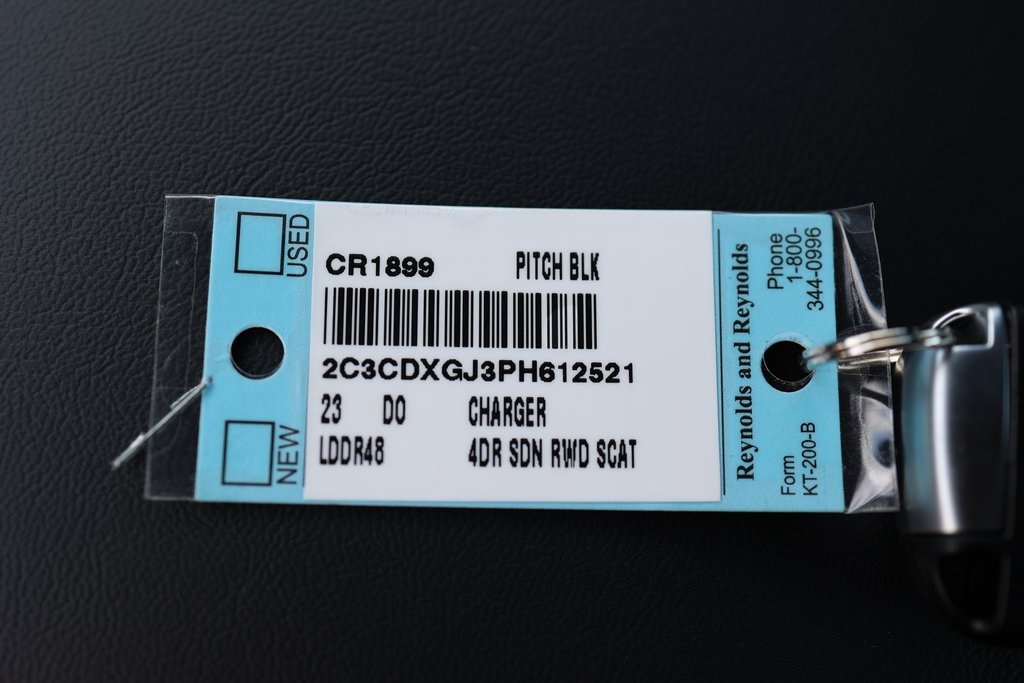 USED
NEW
CR1899 PITCH BLK
2C3CDXGJ3PH612521
23 DO CHARGER
LDDR48 4DR SDN RWD SCAT
Reynolds and Reynolds
Phone
1-800-
344-0996
Form
KT-200-B